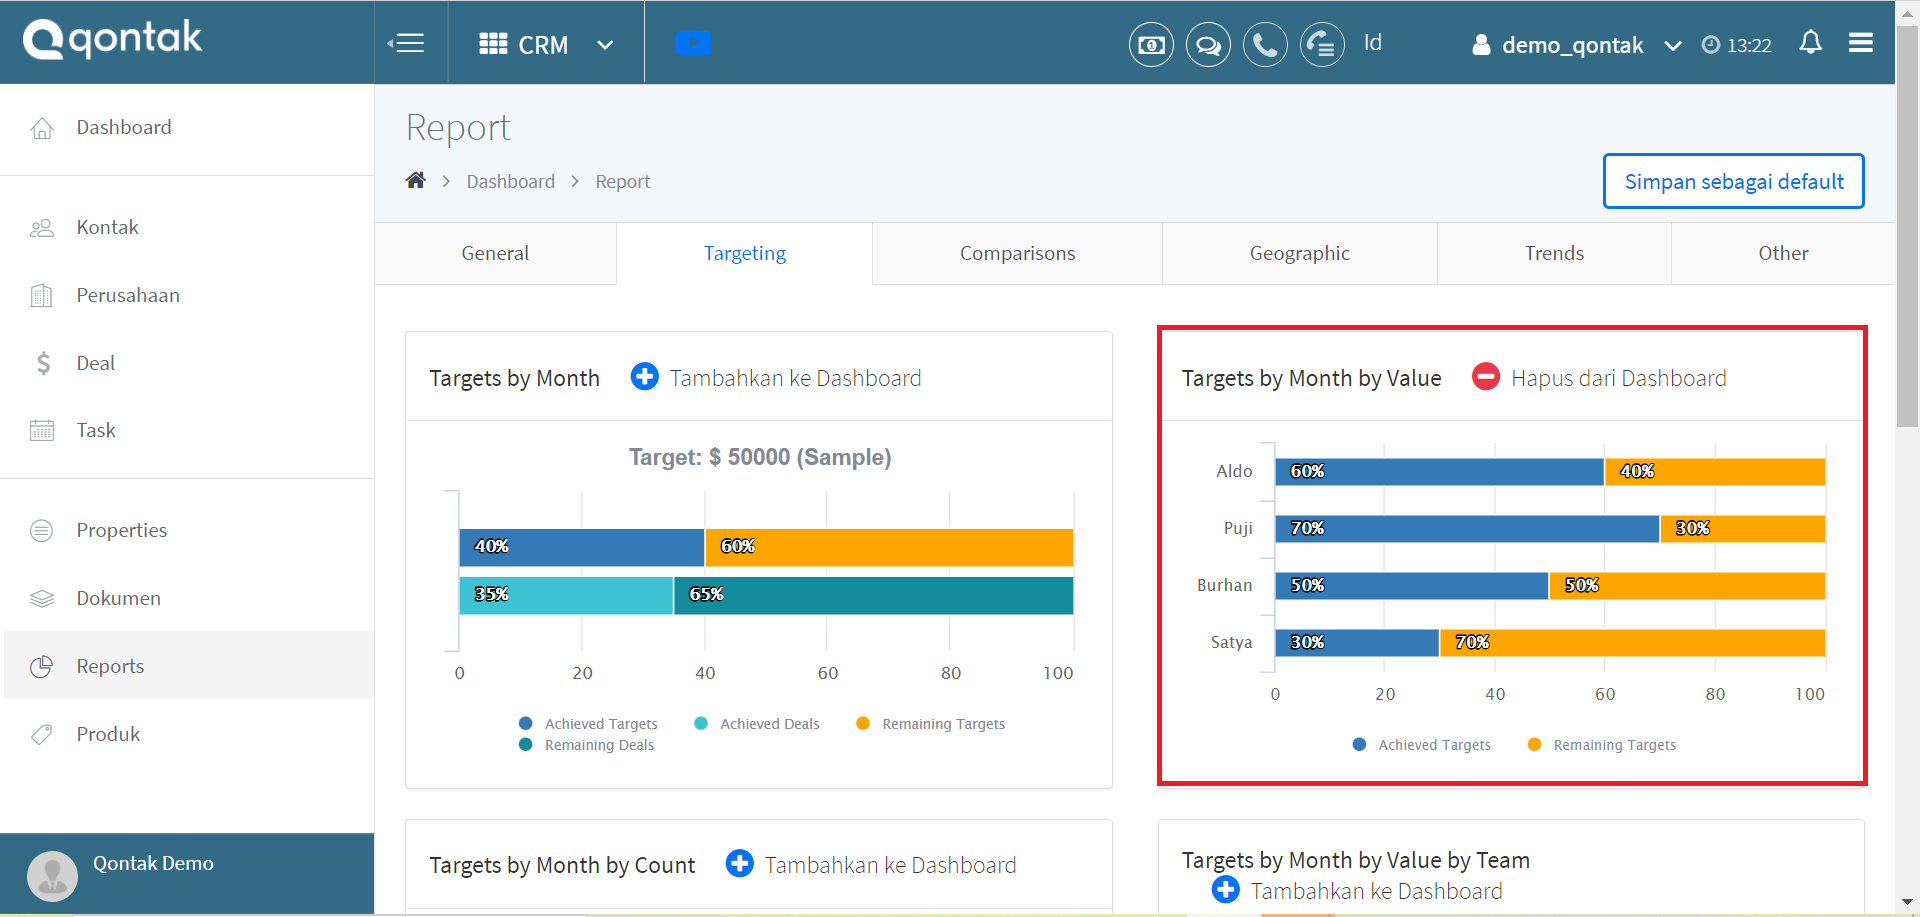 qontak
CRM
Id
demo_qontak
13:22
Dashboard
Kontak
Perusahaan
Deal
Task
Properties
Dokumen
Reports
Produk
Qontak Demo
Report
Dashboard > Report
Simpan sebagai default
General
Targeting
Comparisons
Geographic
Trends
Other
Targets by Month
Tambahkan ke Dashboard
Target: $ 50000 (Sample)
40% 60%
35% 65%
0 20 40 60 80 100
Achieved Targets Achieved Deals Remaining Targets
Remaining Deals
Targets by Month by Value
Hapus dari Dashboard
Aldo 60% 40%
Puji 70% 30%
Burhan 50% 50%
Satya 30% 70%
0 20 40 60 80 100
Achieved Targets Remaining Targets
Targets by Month by Count
Tambahkan ke Dashboard
Targets by Month by Value by Team
Tambahkan ke Dashboard